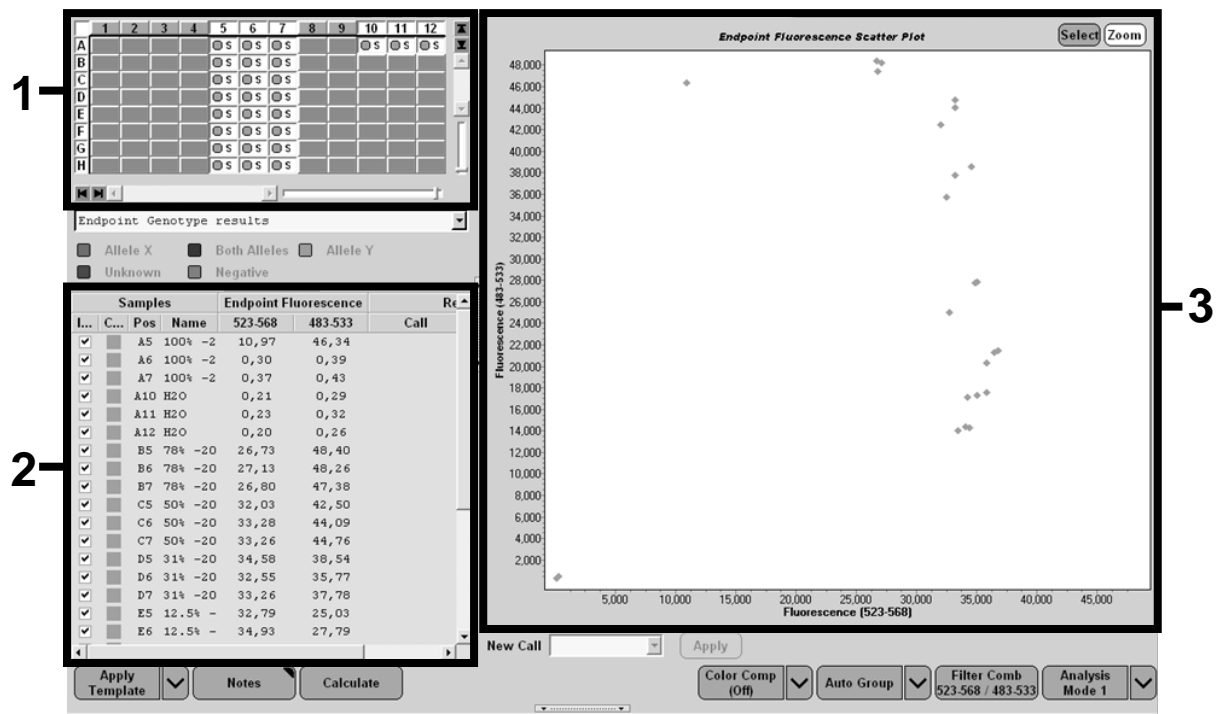 1
2
3
1 2 3 4 5 6 7 8 9 10 11 12
A S S S S S S
B S S S
C S S S
D S S S
E S S S
F S S S
G S S S
H S S S
Endpoint Genotype results
Allele X Both Alleles Allele Y
Unknown Negative
Samples Endpoint Fluorescence Re
I... C... Pos Name 523-568 483-533 Call
A5 100% -2 10,97 46,34
A6 100% -2 0,30 0,39
A7 100% -2 0,37 0,43
A10 H2O 0,21 0,29
A11 H2O 0,23 0,32
A12 H2O 0,20 0,26
B5 78% -20 26,73 48,40
B6 78% -20 27,13 48,26
B7 78% -20 26,80 47,38
C5 50% -20 32,03 42,50
C6 50% -20 33,28 44,09
C7 50% -20 33,26 44,76
D5 31% -20 34,58 38,54
D6 31% -20 32,55 35,77
D7 31% -20 33,26 37,78
E5 12.5% - 32,79 25,03
E6 12.5% - 34,93 27,79
Apply Template
Notes
Calculate
Endpoint Fluorescence Scatter Plot
Select Zoom
48,000
46,000
44,000
42,000
40,000
38,000
36,000
34,000
32,000
30,000
28,000
26,000
24,000
22,000
20,000
18,000
16,000
14,000
12,000
10,000
8,000
6,000
4,000
2,000
Fluorescence (483-533)
5,000 10,000 15,000 20,000 25,000 30,000 35,000 40,000 45,000
Fluorescence (523-568)
New Call Apply
Color Comp (Off)
Auto Group
Filter Comb 523-568 / 483-533
Analysis Mode 1